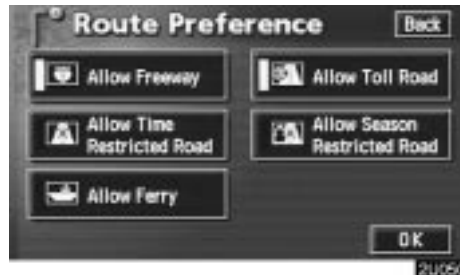 Route Preference
Back
Allow Freeway
Allow Toll Road
Allow Time
Restricted Road
Allow Season
Restricted Road
Allow Ferry
OK